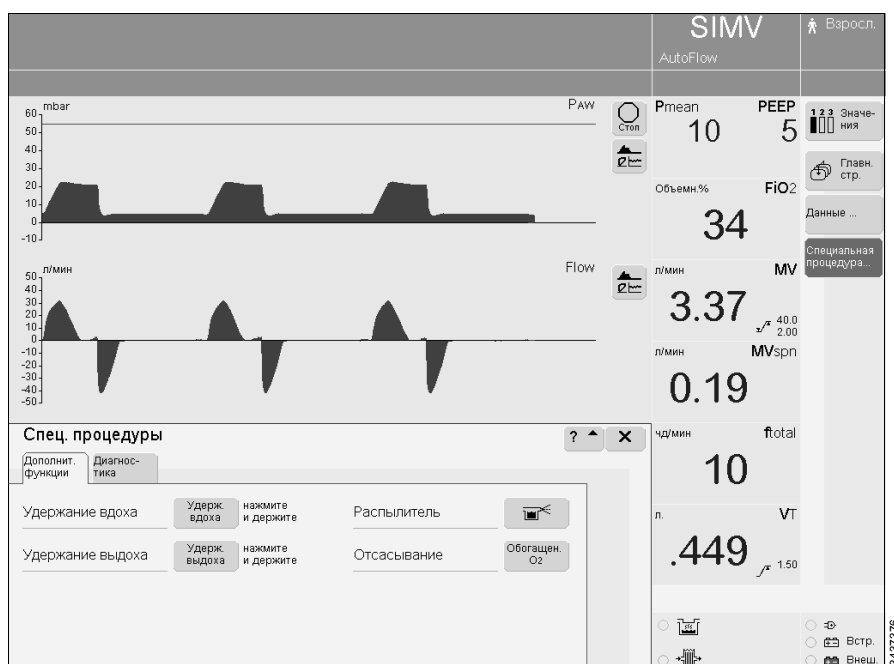 SIMV
AutoFlow
Взросл.
mbar
Paw
60
50
40
30
20
10
0
-10
Стоп
Pmean
PEEP
10
5
1 2 3
Значе-
ния
Главн.
стр.
Объемн.%
FiO2
34
Данные ...
Специальная
процедура...
л/мин
Flow
50
40
30
20
10
0
-10
-20
-30
-40
-50
л/мин
MV
3.37
40.0
2.00
л/мин
MVspn
0.19
Спец. процедуры
?
Дополнит.
функции
Диагнос-
тика
чд/мин
ftotal
10
Удержание вдоха
Удерж.
вдоха
нажмите
и держите
Распылитель
Удержание выдоха
Удерж.
выдоха
нажмите
и держите
Отсасывание
Обогащен.
O2
л.
VT
.449
1.50
Встр.
Внеш.